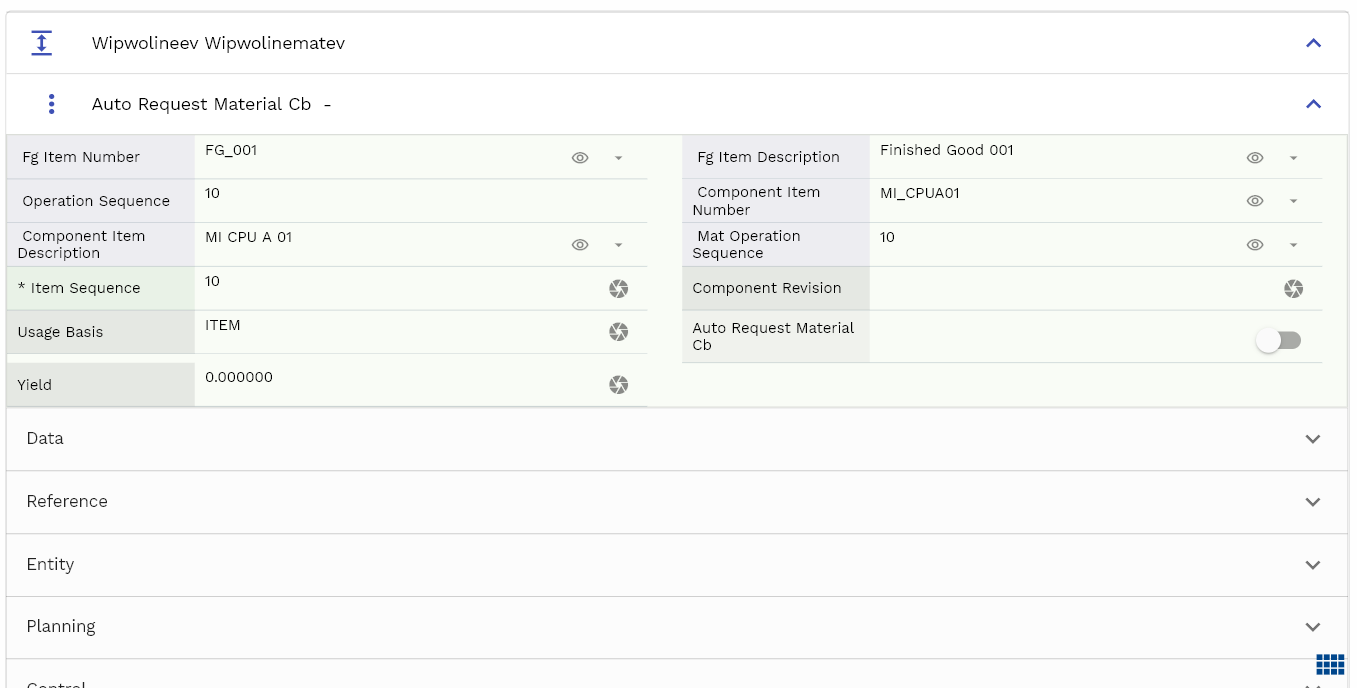 Wipwolineev Wipwolinematev
Auto Request Material Cb -
Fg Item Number
FG_001
Fg Item Description
Finished Good 001
Operation Sequence
10
Component Item
Number
MI_CPUA01
Component Item
Description
MI CPU A 01
Mat Operation
Sequence
10
* Item Sequence
10
Component Revision
Usage Basis
ITEM
Auto Request Material
Cb
Yield
0.000000
Data
Reference
Entity
Planning
Control